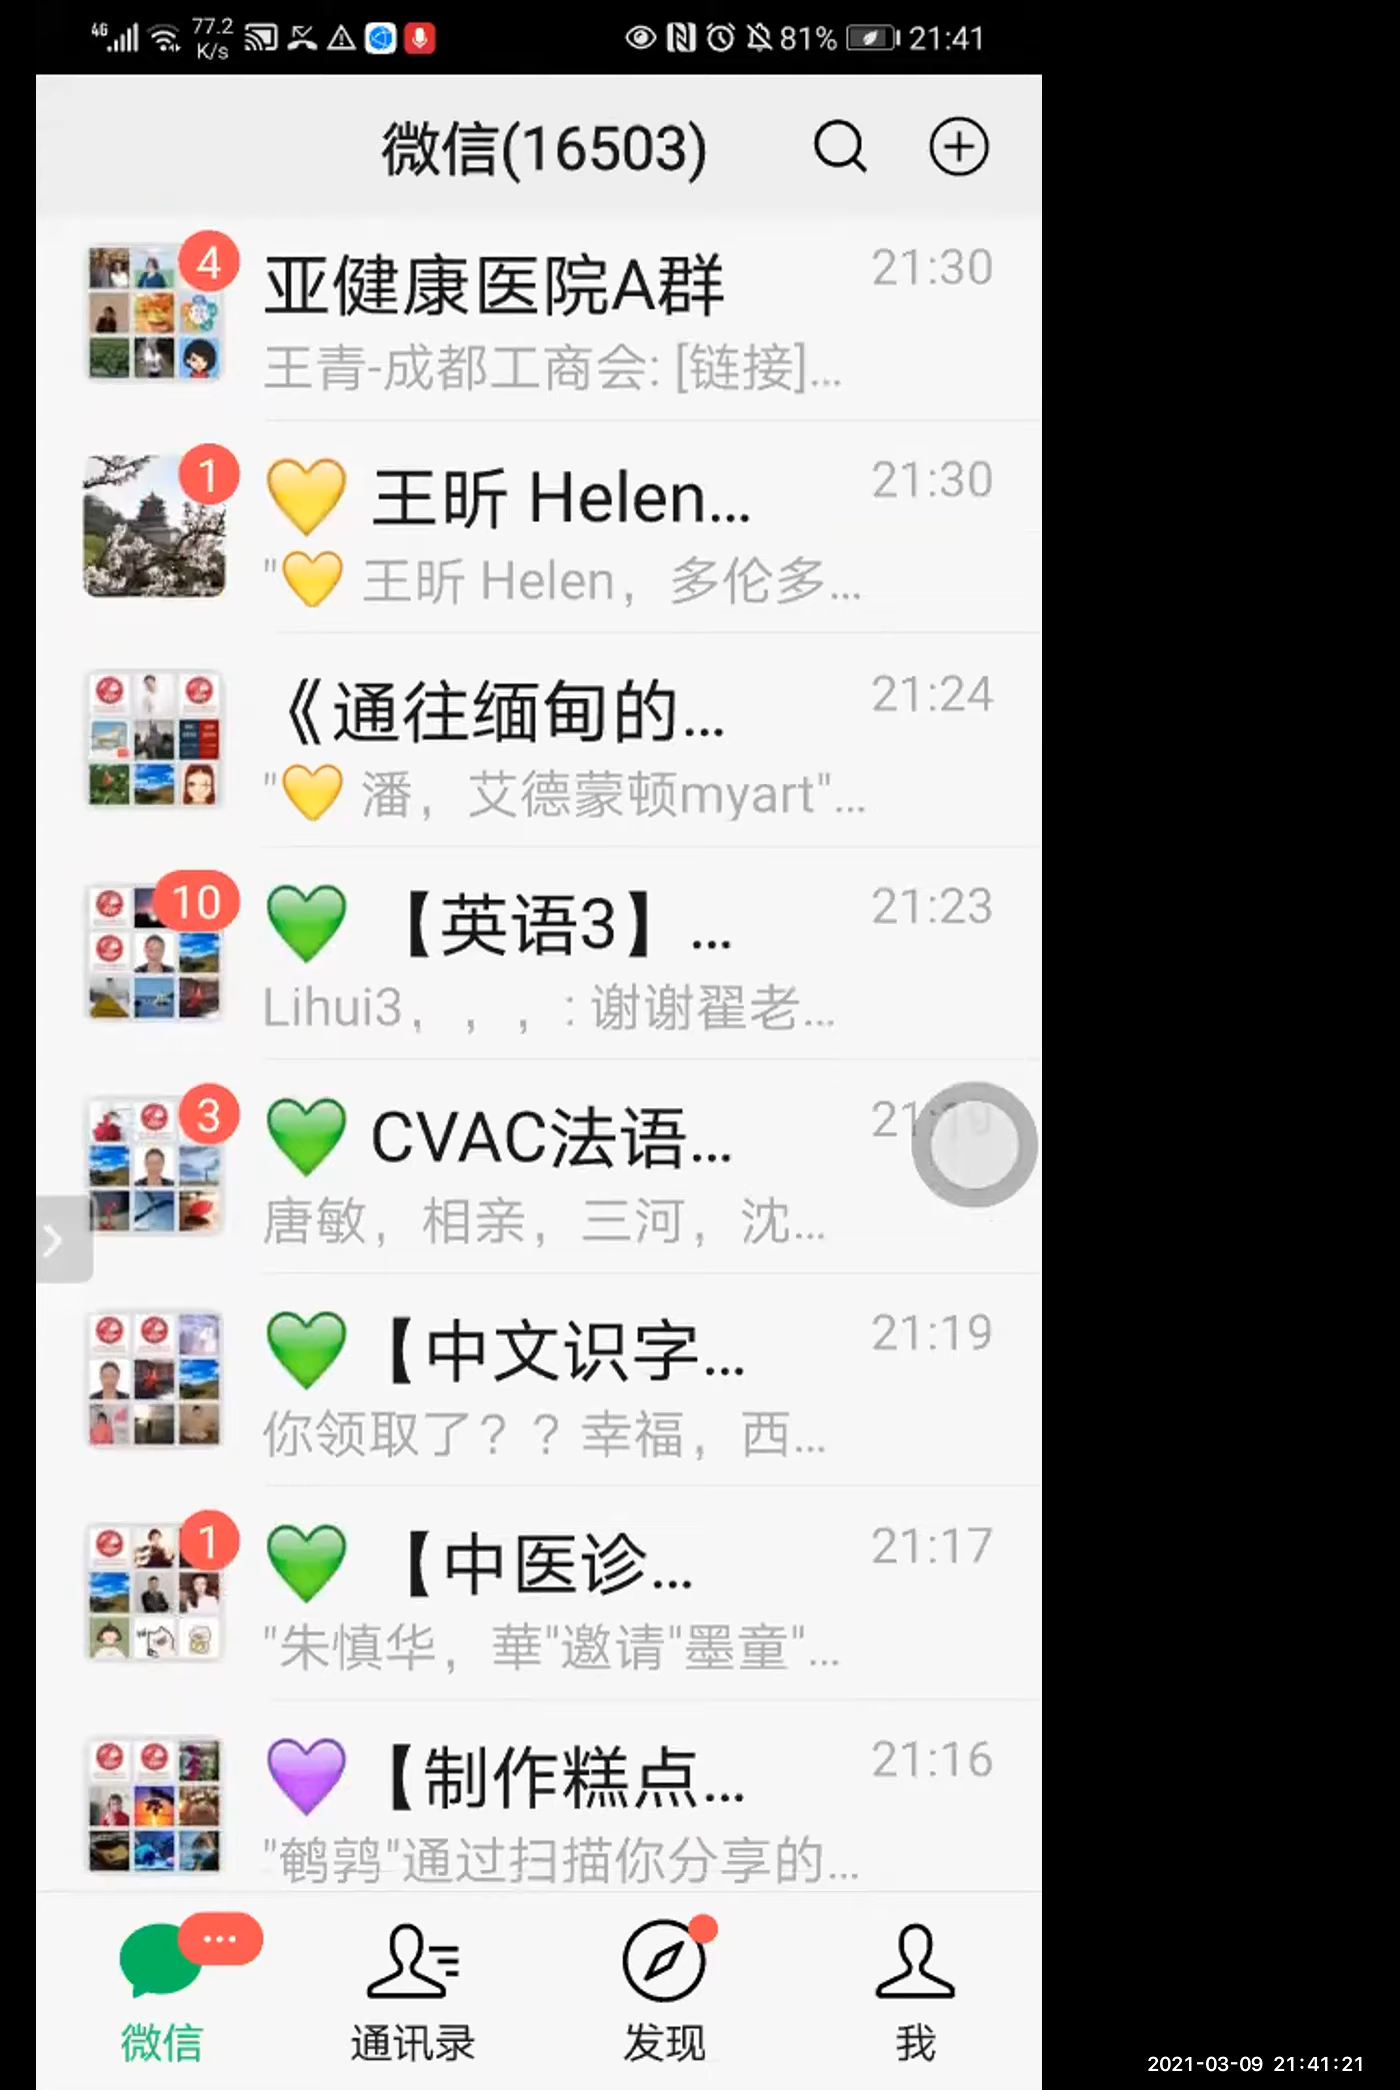 4G 77.2 K/s 81% 21:41
微信(16503)
4
亚健康医院A群 21:30
王青-成都工商会: [链接]...
1
💛 王昕 Helen... 21:30
"💛 王昕 Helen，多伦多...
《通往缅甸的... 21:24
"💛 潘，艾德蒙顿myart"...
10
💚 【英语3】 ... 21:23
Lihui3，，，: 谢谢翟老...
3
💚 CVAC法语... 21:19
唐敏，相亲，三河，沈...
💚 【中文识字... 21:19
你领取了？？幸福，西...
1
💚 【中医诊... 21:17
"朱慎华，華"邀请"墨童"...
💜 【制作糕点... 21:16
"鹌鹑"通过扫描你分享的...
微信 通讯录 发现 我
2021-03-09 21:41:21